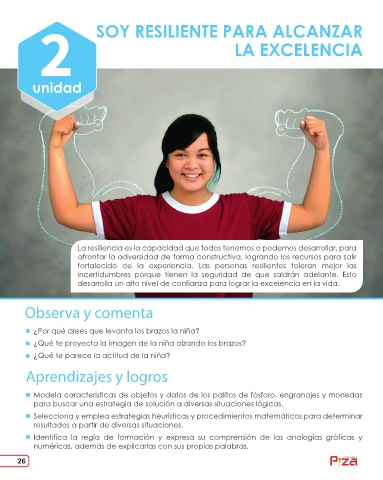 2
unidad
SOY RESILIENTE PARA ALCANZAR
LA EXCELENCIA
La resiliencia es la capacidad que todos tenemos o podemos desarrollar, para
afrontar la adversidad de forma constructiva, logrando los recursos para salir
fortalecido de la experiencia. Las personas resilientes toleran mejor las
incertidumbres porque tienen la seguridad de que saldrán adelante. Esto
desarrolla un alto nivel de confianza para lograr la excelencia en la vida.
Observa y comenta
¿Por qué crees que levanta los brazos la niña?
¿Qué te proyecta la imagen de la niña alzando los brazos?
¿Qué te parece la actitud de la niña?
Aprendizajes y logros
Modela características de objetos y datos de los palitos de fósforo, engranajes y monedas
para buscar una estrategia de solución a diversas situaciones lógicas.
Selecciona y emplea estrategias heurísticas y procedimientos matemáticos para determinar
resultados a partir de diversas situaciones.
Identifica la regla de formación y expresa su comprensión de las analogías gráficas y
numéricas, además de explicarlas con sus propias palabras.
26